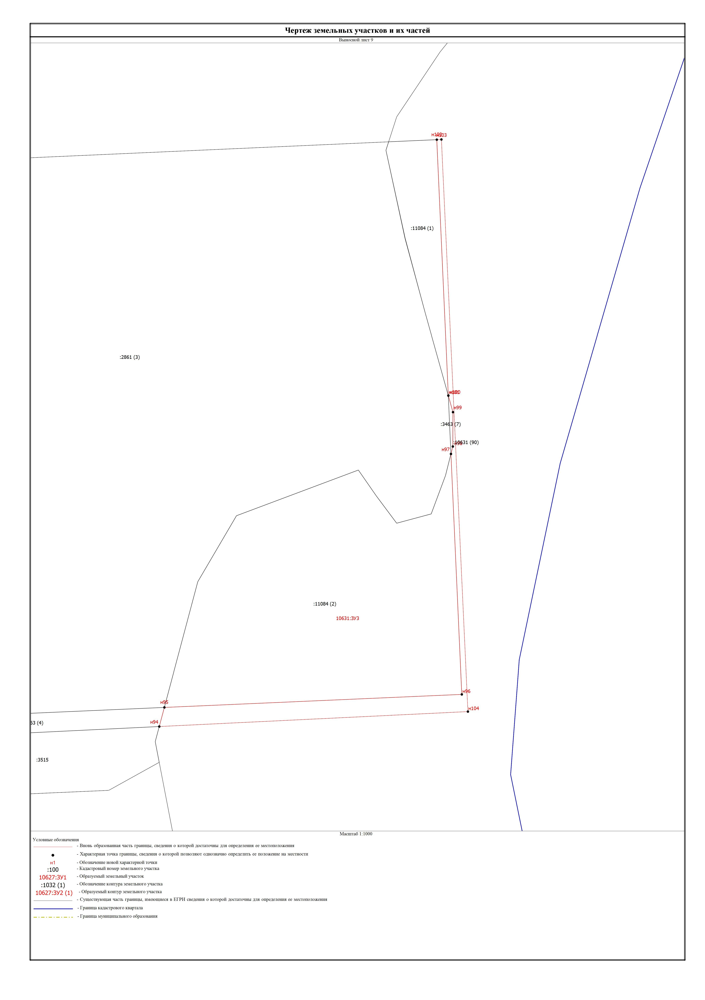 Чертеж земельных участков и их частей
Выносной лист 9
н102
н103
:11084 (1)
:2861 (3)
н100
н99
:3463 (7)
:10631 (90)
н98
н97
:11084 (2)
10631:ЗУ3
н96
н95
н104
н94
63 (4)
:3515
Масштаб 1:1000
Условные обозначения
- Вновь образованная часть границы, сведения о которой достаточны для определения ее местоположения
- Характерная точка границы, сведения о которой позволяют однозначно определить ее положение на местности
н1 - Обозначение новой характерной точки
:100 - Кадастровый номер земельного участка
10627:ЗУ1 - Образуемый земельный участок
:1032 (1) - Обозначение контура земельного участка
10627:ЗУ2 (1) - Образуемый контур земельного участка
- Существующая часть границы, имеющиеся в ЕГРН сведения о которой достаточны для определения ее местоположения
- Граница кадастрового квартала
- Граница муниципального образования